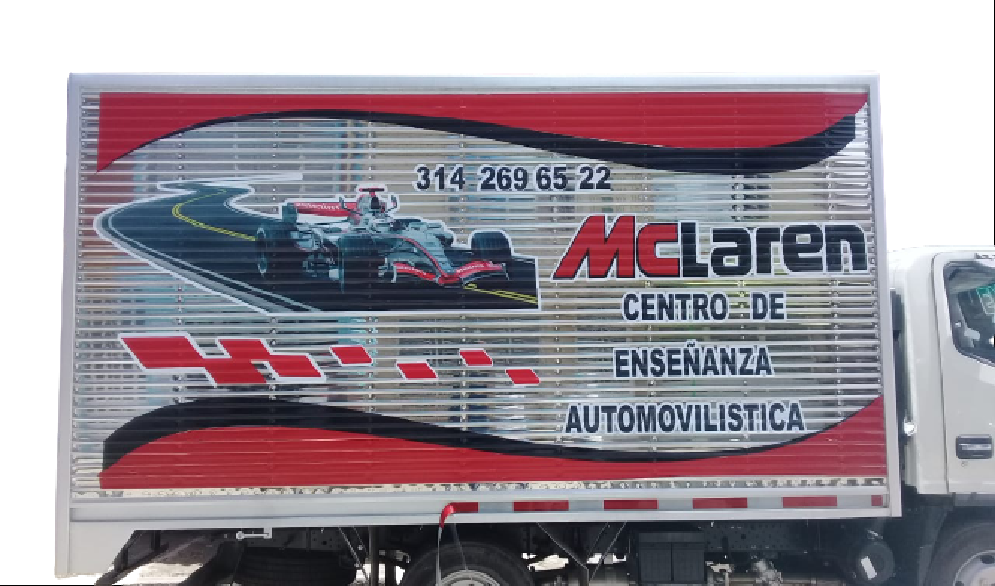 314 269 65 22
McLaren
CENTRO DE
ENSEÑANZA
AUTOMOVILISTICA